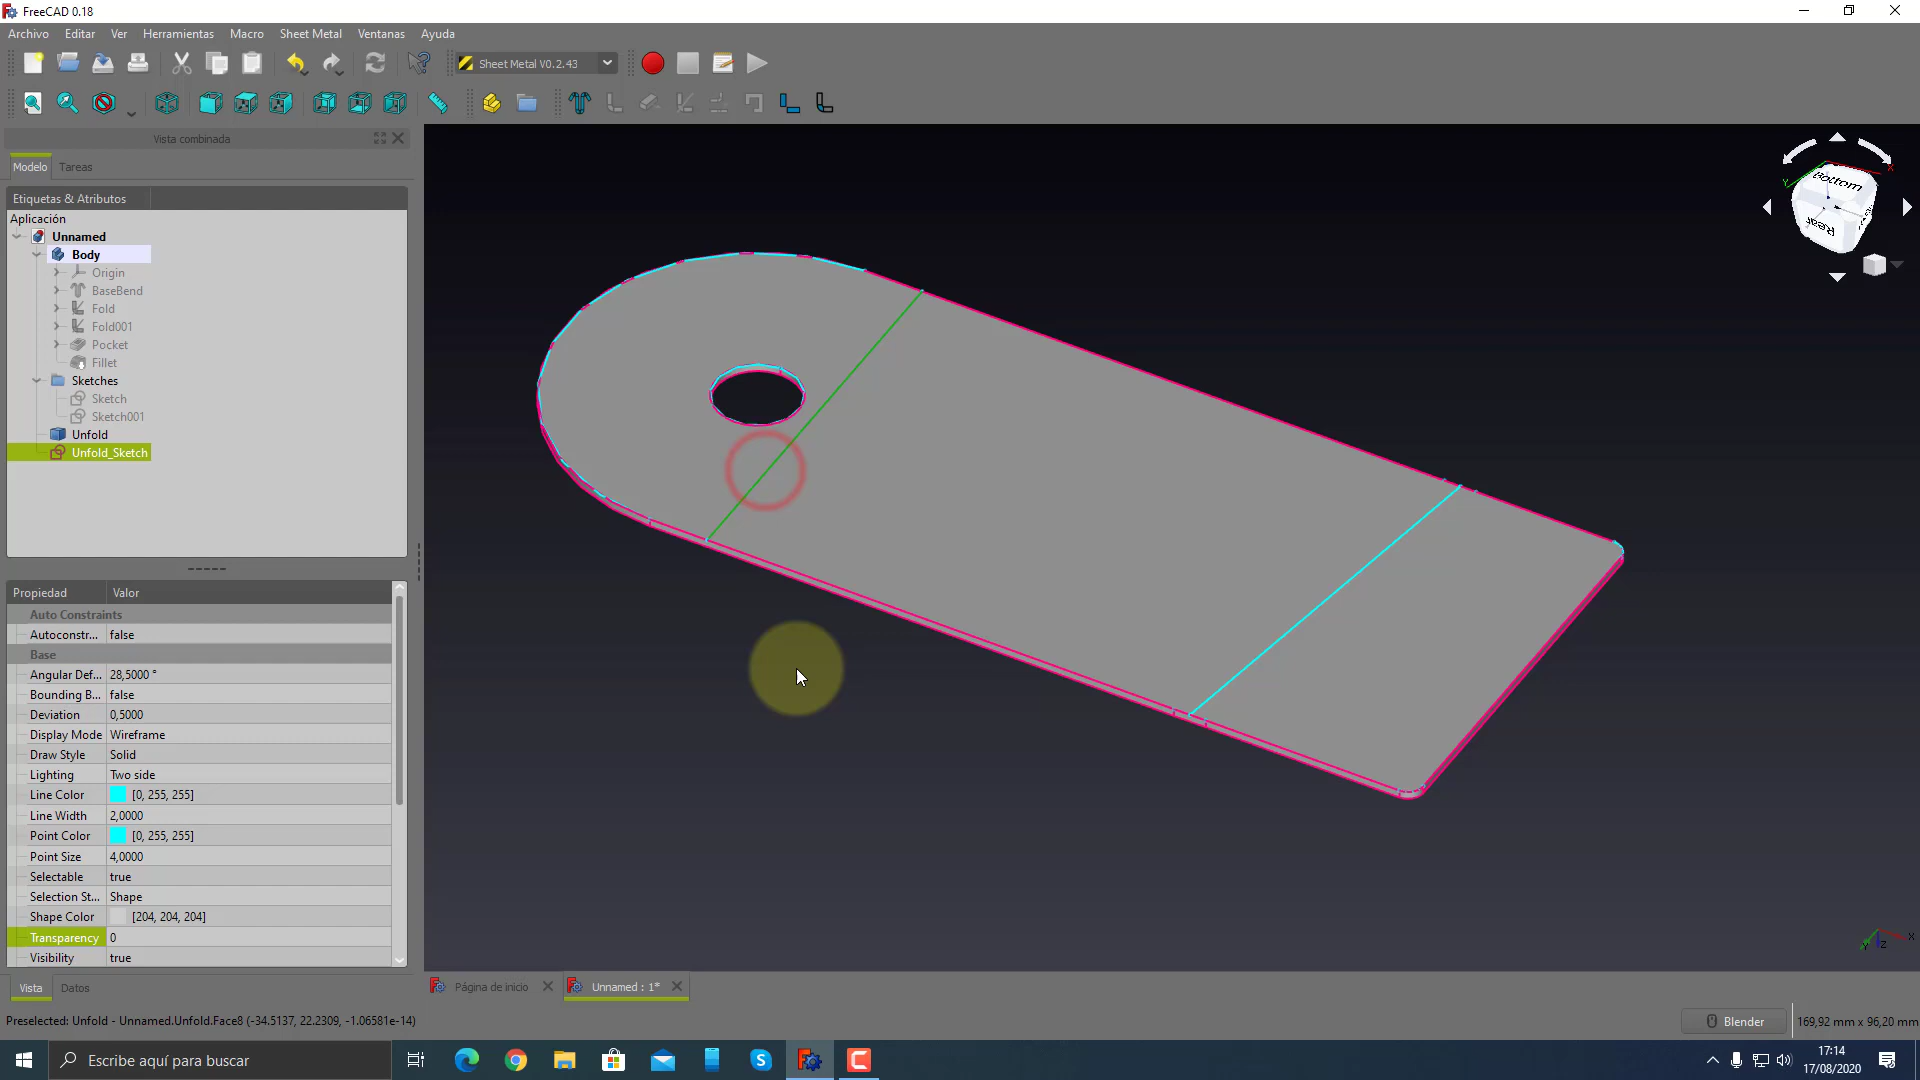 FreeCAD 0.18
Archivo Editar Ver Herramientas Macro Sheet Metal Ventanas Ayuda
Sheet Metal V0.2.43
Vista combinada
Modelo Tareas
Etiquetas & Atributos
Aplicación
Unnamed
Body
Origin
BaseBend
Fold
Fold001
Pocket
Fillet
Sketches
Sketch
Sketch001
Unfold
Unfold_Sketch
Propiedad Valor
Auto Constraints
Autoconstr... false
Base
Angular Def... 28,5000 °
Bounding B... false
Deviation 0,5000
Display Mode Wireframe
Draw Style Solid
Lighting Two side
Line Color [0, 255, 255]
Line Width 2,0000
Point Color [0, 255, 255]
Point Size 4,0000
Selectable true
Selection St... Shape
Shape Color [204, 204, 204]
Transparency 0
Visibility true
Vista Datos
Bottom
Rear
X
Y
X
Y
Z
Página de inicio Unnamed : 1*
Preselected: Unfold - Unnamed.Unfold.Face8 (-34.5137, 22.2309, -1.06581e-14)
Blender 169,92 mm x 96,20 mm
Escribe aquí para buscar
17:14
17/08/2020